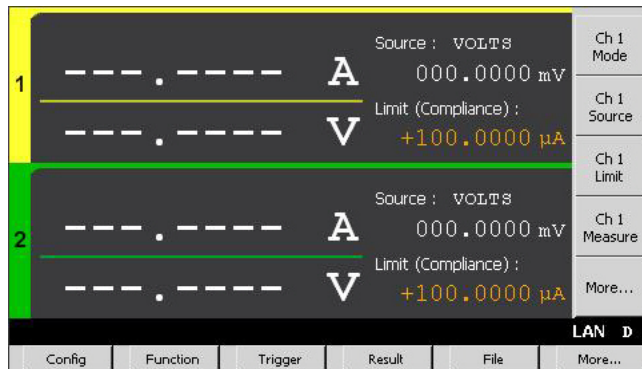 1
---.---- A
---.---- V
Source : VOLTS
000.0000 mV
Limit (Compliance) :
+100.0000 µA
2
---.---- A
---.---- V
Source : VOLTS
000.0000 mV
Limit (Compliance) :
+100.0000 µA
Ch 1
Mode
Ch 1
Source
Ch 1
Limit
Ch 1
Measure
More...
LAN D
Config Function Trigger Result File More...